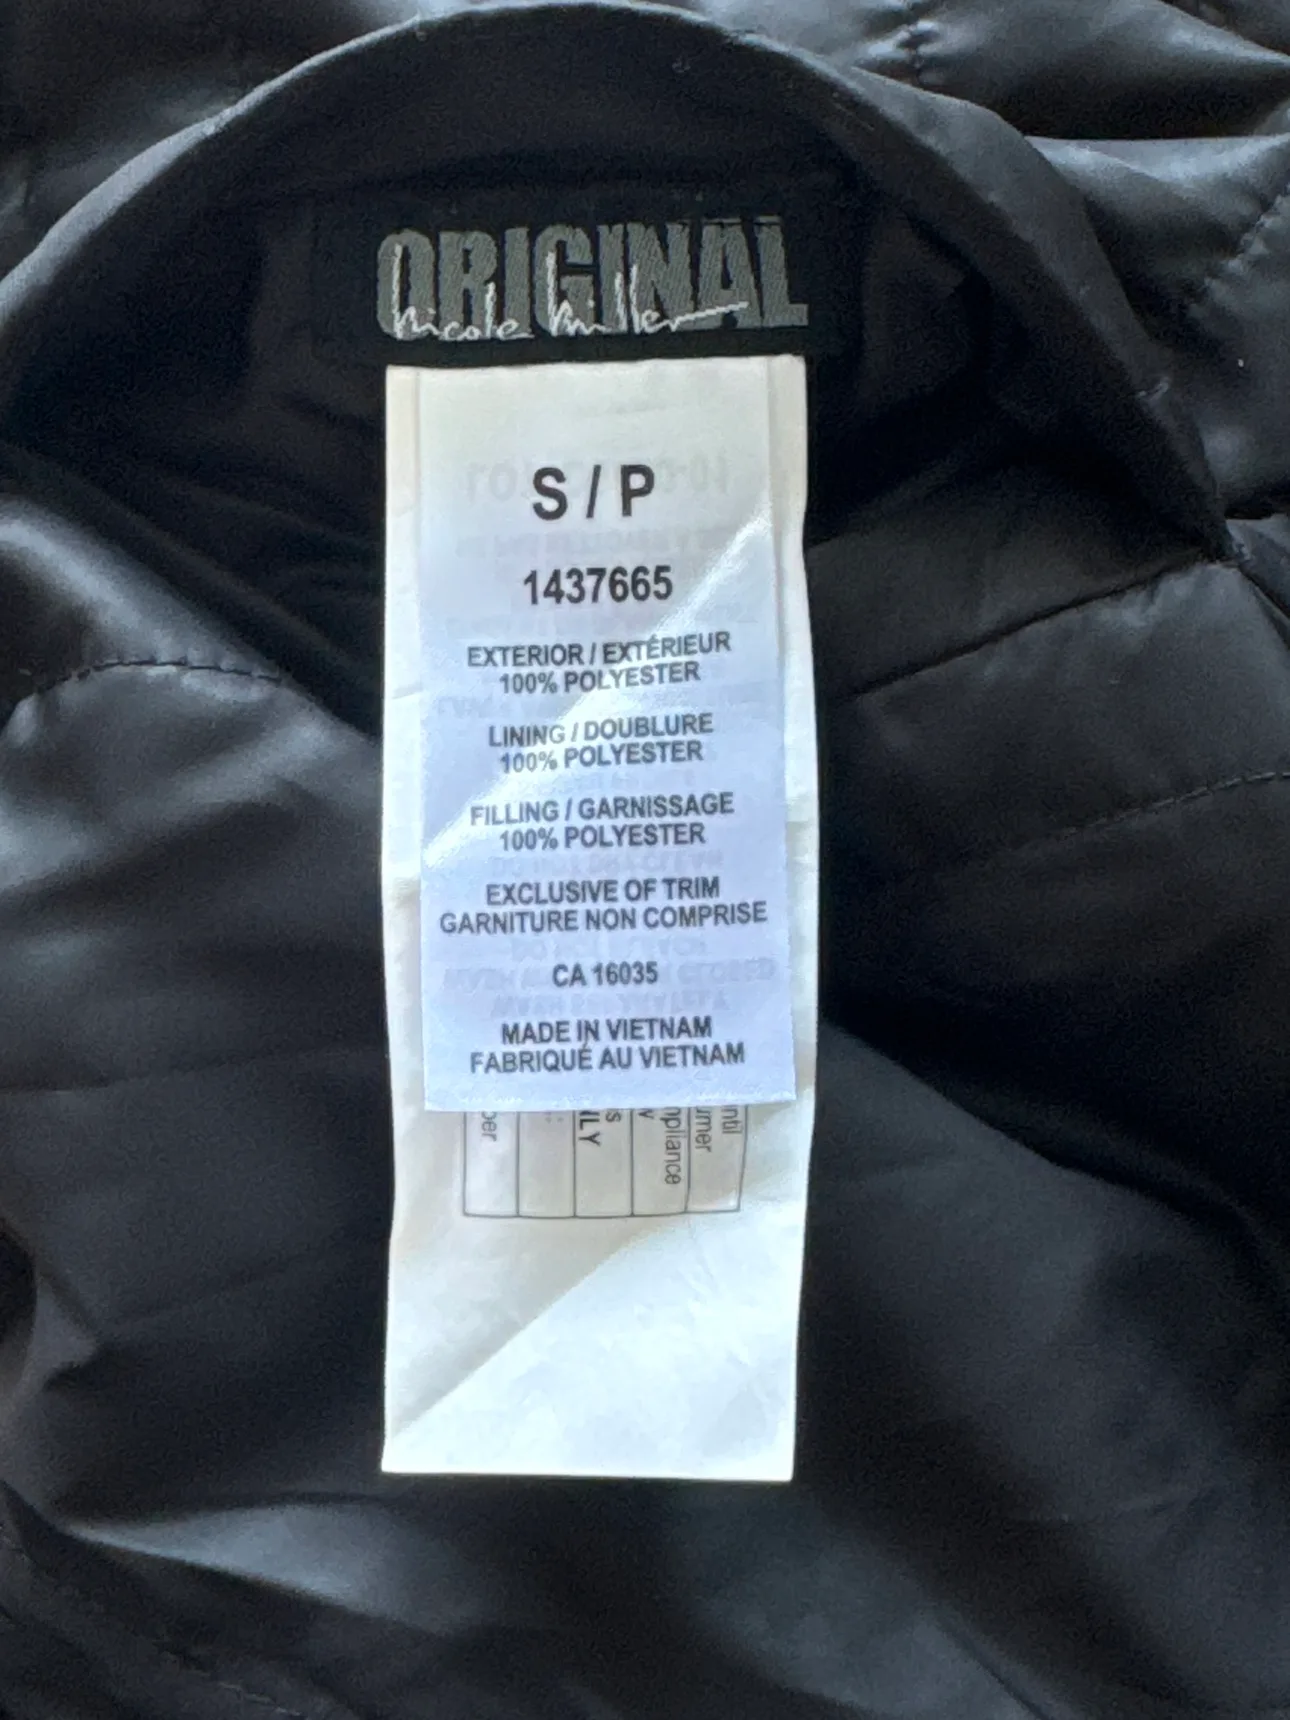 ORIGINAL
Nicole Miller
S / P
1437665
EXTERIOR / EXTÉRIEUR
100% POLYESTER
LINING / DOUBLURE
100% POLYESTER
FILLING / GARNISSAGE
100% POLYESTER
EXCLUSIVE OF TRIM
GARNITURE NON COMPRISE
CA 16035
MADE IN VIETNAM
FABRIQUÉ AU VIETNAM